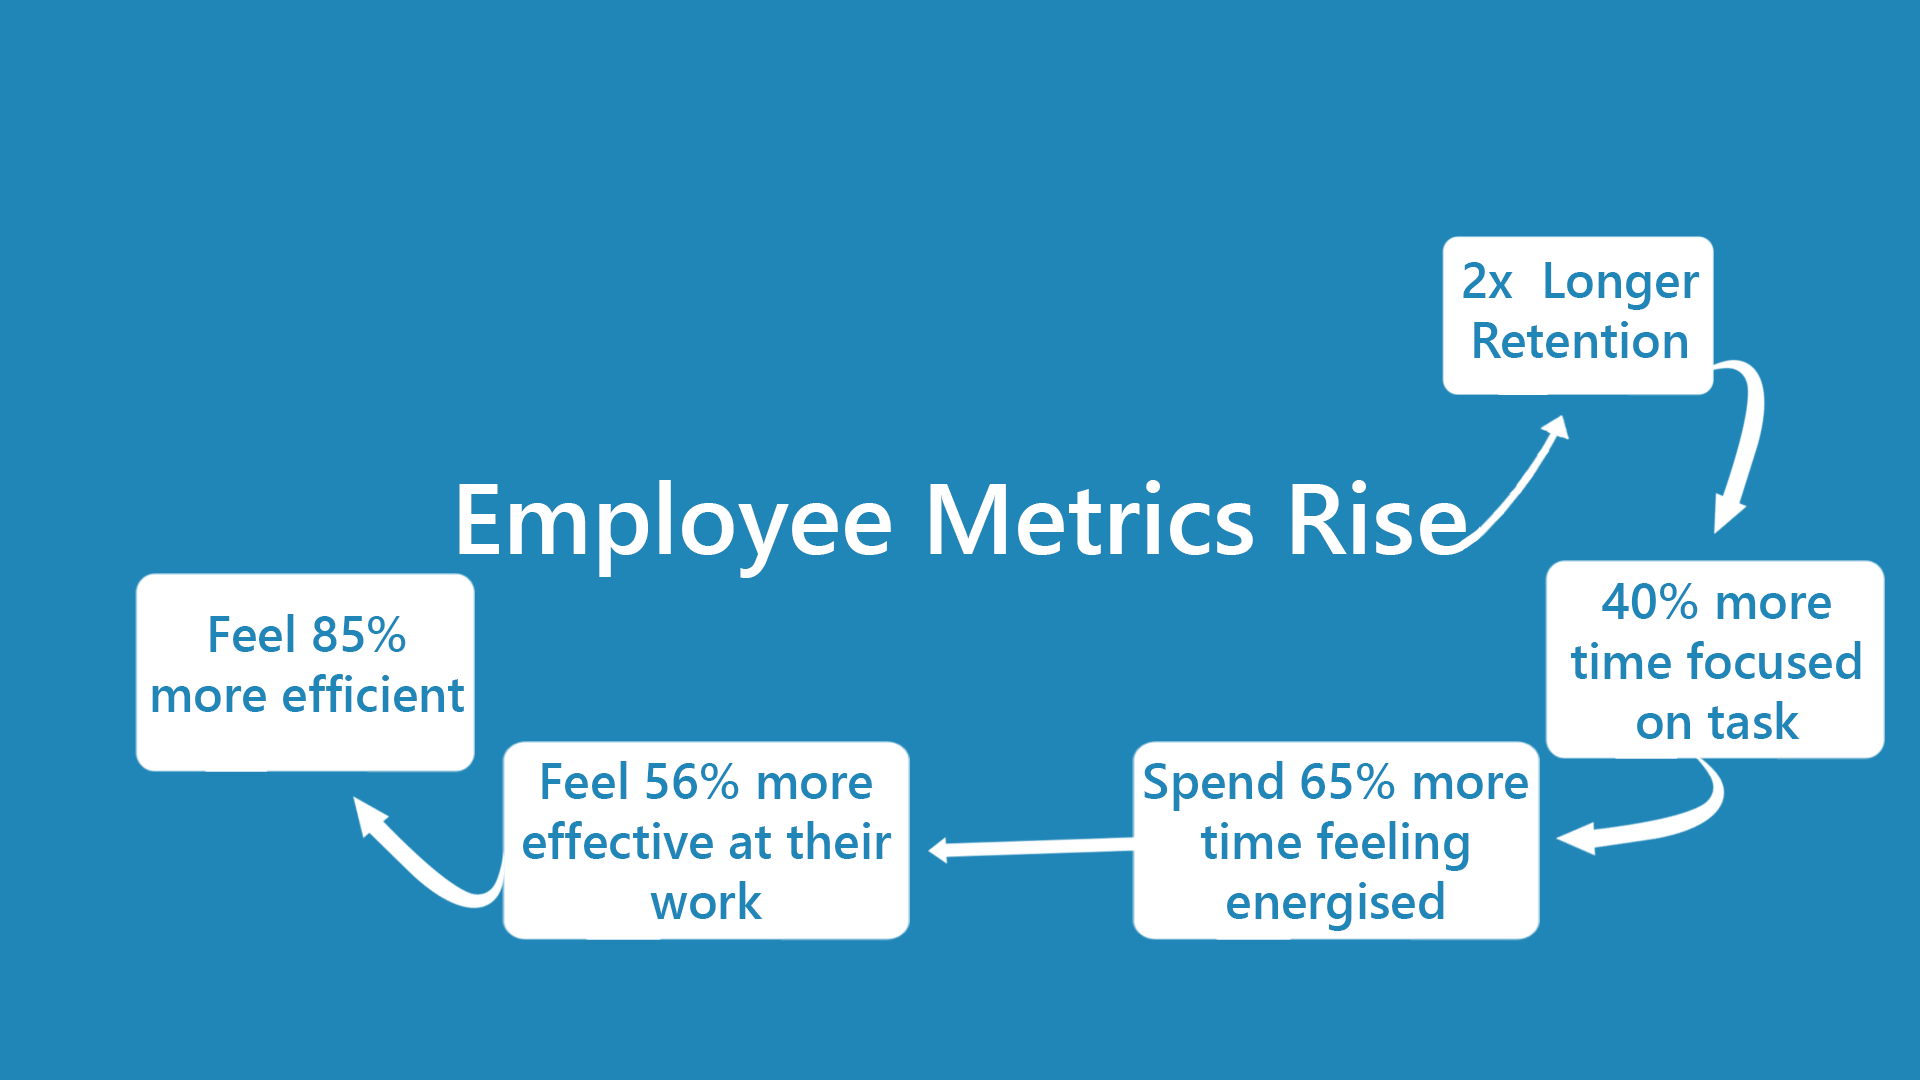 Employee Metrics Rise
2x  Longer
Retention
40% more
time focused
on task
Spend 65% more
time feeling
energised
Feel 56% more
effective at their
work
Feel 85%
more efficient